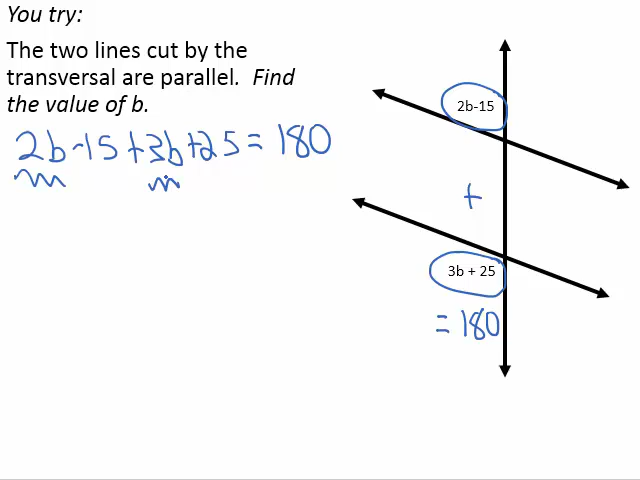 You try:
The two lines cut by the
transversal are parallel. Find
the value of b.
2b-15+3b+25=180
2b-15
+
3b + 25
=180